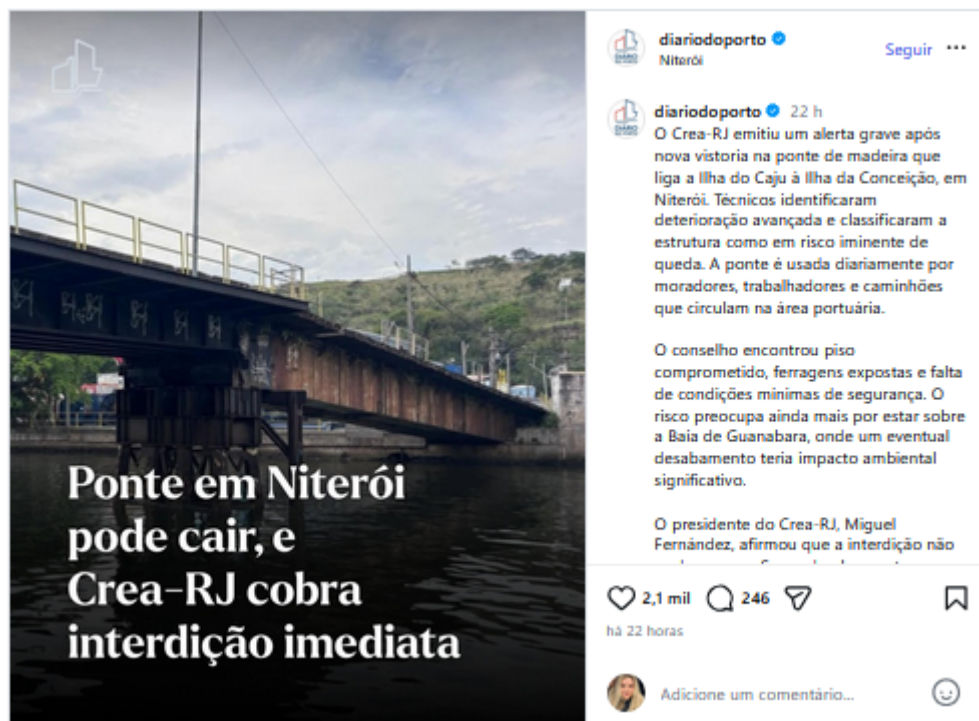 Ponte em Niterói
pode cair, e
Crea-RJ cobra
interdição imediata
diariodoporto
Niterói
Seguir
diariodoporto 22 h
O Crea-RJ emitiu um alerta grave após
nova vistoria na ponte de madeira que
liga a Ilha do Caju à Ilha da Conceição, em
Niterói. Técnicos identificaram
deterioração avançada e classificaram a
estrutura como em risco iminente de
queda. A ponte é usada diariamente por
moradores, trabalhadores e caminhões
que circulam na área portuária.
O conselho encontrou piso
comprometido, ferragens expostas e falta
de condições mínimas de segurança. O
risco preocupa ainda mais por estar sobre
a Baia de Guanabara, onde um eventual
desabamento teria impacto ambiental
significativo.
O presidente do Crea-RJ, Miguel
Fernández, afirmou que a interdição não
2,1 mil 246
há 22 horas
Adicione um comentário...